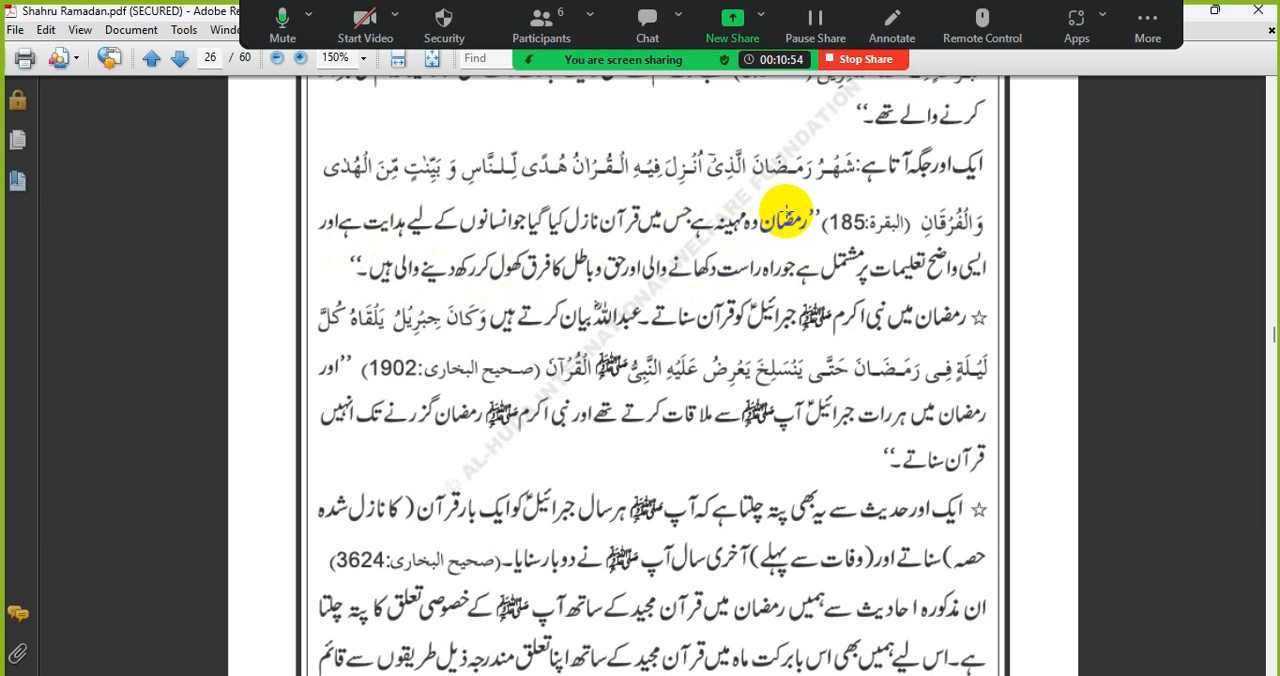 Shahru Ramadan.pdf (SECURED) - Adobe Re
File Edit View Document Tools Windo
Mute
Start Video
Security
6
Participants
Chat
New Share
Pause Share
Annotate
Remote Control
Apps
More
26 / 60
150%
Find
You are screen sharing
00:10:54
Stop Share
کرنے والے تھے۔‘‘
ایک اور جگہ آتا ہے: شَهْرُ رَمَضَانَ الَّذِیْٓ اُنْزِلَ فِیْهِ الْقُرْاٰنُ هُدًی لِّلنَّاسِ وَ بَیِّنٰتٍ مِّنَ الْهُدٰی
وَالْفُرْقَانِ (البقرۃ:185) ’’رمضان وہ مہینہ ہے جس میں قرآن نازل کیا گیا جو انسانوں کے لیے ہدایت ہے اور
ایسی واضح تعلیمات پر مشتمل ہے جو راہ راست دکھانے والی اور حق و باطل کا فرق کھول کر رکھ دینے والی ہیں۔‘‘
☆ رمضان میں نبی اکرم ﷺ جبرائیلؑ کو قرآن سناتے۔ عبداللہؓ بیان کرتے ہیں وَكَانَ جِبْرِیْلُ یَلْقَاهُ كُلَّ
لَیْلَةٍ فِی رَمَضَانَ حَتَّی یَنْسَلِخَ یَعْرِضُ عَلَیْهِ النَّبِیُّ ﷺ الْقُرْآنَ (صحیح البخاری:1902) ’’اور
رمضان میں ہر رات جبرائیلؑ آپ ﷺ سے ملاقات کرتے تھے اور نبی اکرم ﷺ رمضان گزرنے تک انہیں
قرآن سناتے۔‘‘
☆ ایک اور حدیث سے یہ بھی پتہ چلتا ہے کہ آپ ﷺ ہر سال جبرائیلؑ کو ایک بار قرآن (کا نازل شدہ
حصہ) سناتے اور (وفات سے پہلے) آخری سال آپ ﷺ نے دو بار سنایا۔ (صحیح البخاری:3624)
ان مذکورہ احادیث سے ہمیں رمضان میں قرآن مجید کے ساتھ آپ ﷺ کے خصوصی تعلق کا پتہ چلتا
ہے۔ اس لیے ہمیں بھی اس بابرکت ماہ میں قرآن مجید کے ساتھ اپنا تعلق مندرجہ ذیل طریقوں سے قائم
© AL-HUDA INTERNATIONAL WELFARE FOUNDATION